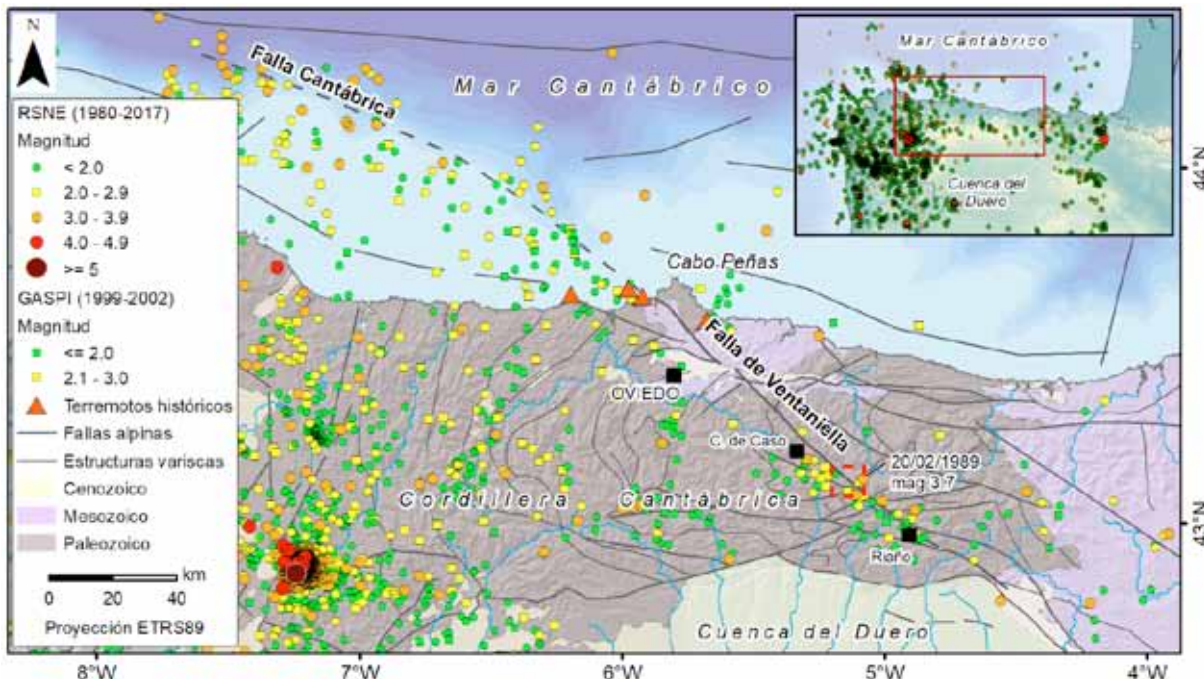 N
RSNE (1980-2017)
Magnitud
< 2.0
2.0 - 2.9
3.0 - 3.9
4.0 - 4.9
>= 5
GASPI (1999-2002)
Magnitud
<= 2.0
2.1 - 3.0
Terremotos históricos
Fallas alpinas
Estructuras variscas
Cenozoico
Mesozoico
Paleozoico
km
0 20 40
Proyección ETRS89
Falla Cantábrica
Mar Cantábrico
Mar Cantábrico
Cuenca del
Duero
44°N
Cabo Peñas
Falla de Ventaniella
OVIEDO
C. de Caso
20/02/1989
mag 3.7
Cordillera Cantábrica
43°N
Riaño
Cuenca del Duero
8°W 7°W 6°W 5°W 4°W